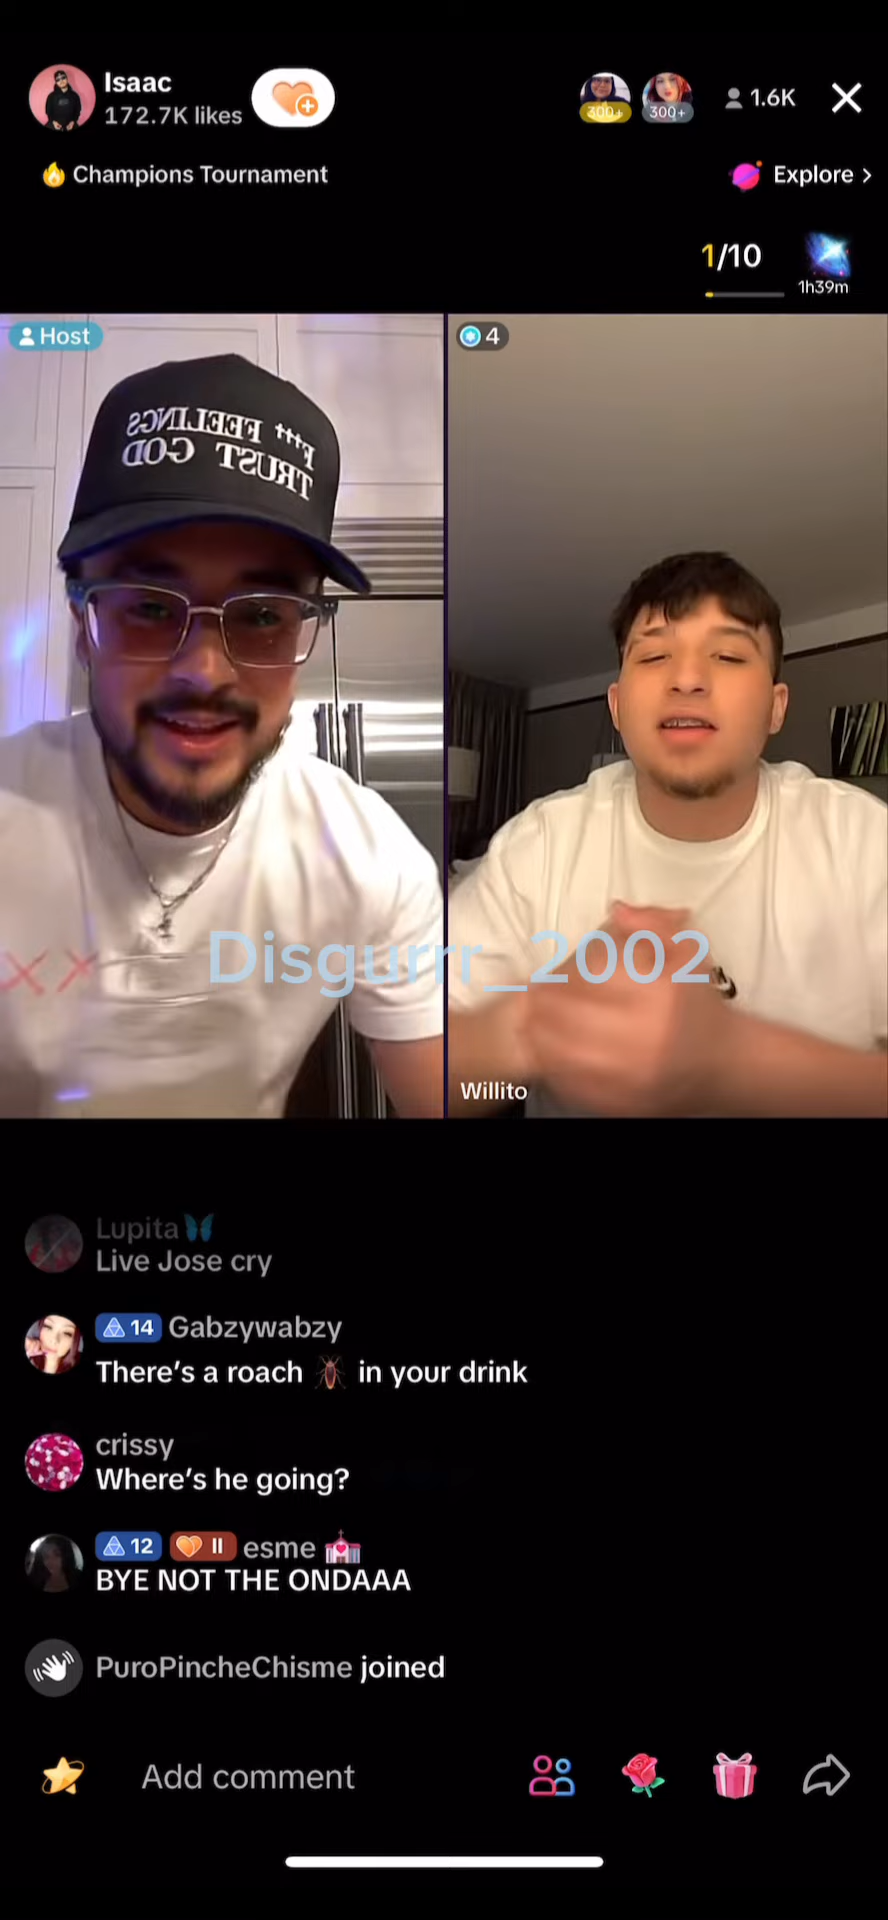 Isaac
172.7K likes
300+
300+
1.6K
Champions Tournament
Explore >
1/10
1h39m
Host
4
F*** FEELINGS
TRUST GOD
XX
Disgurrr_2002
Willito
Lupita
Live Jose cry
14 Gabzywabzy
There's a roach in your drink
crissy
Where's he going?
12 II esme
BYE NOT THE ONDAAA
PuroPincheChisme joined
Add comment